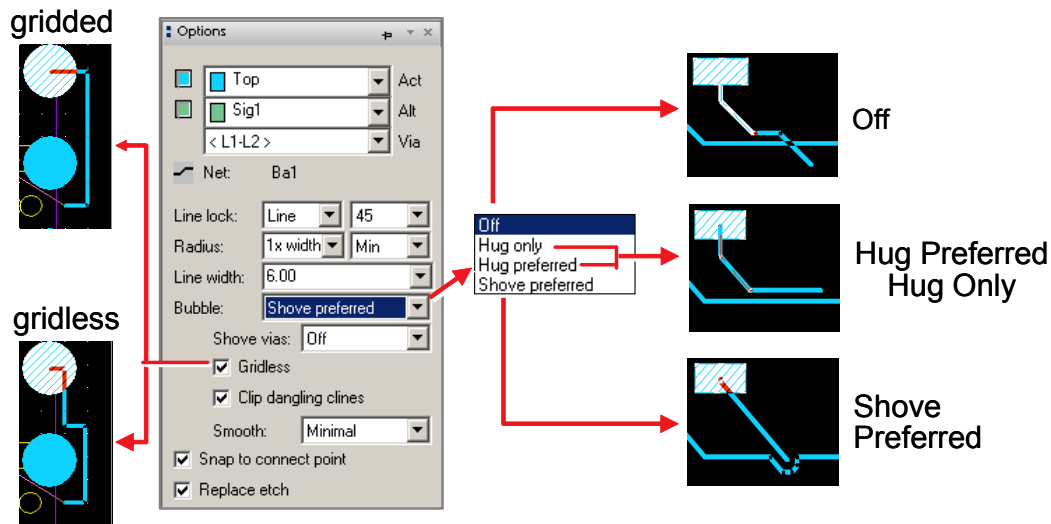 gridded
Options
Top Act
Sig1 Alt
< L1-L2 > Via
Net: Ba1
Line lock: Line 45
Radius: 1x width Min
Line width: 6.00
Bubble: Shove preferred
Shove vias: Off
Gridless
Clip dangling clines
Smooth: Minimal
Snap to connect point
Replace etch
gridless
Off
Hug only
Hug preferred
Shove preferred
Off
Hug Preferred
Hug Only
Shove
Preferred